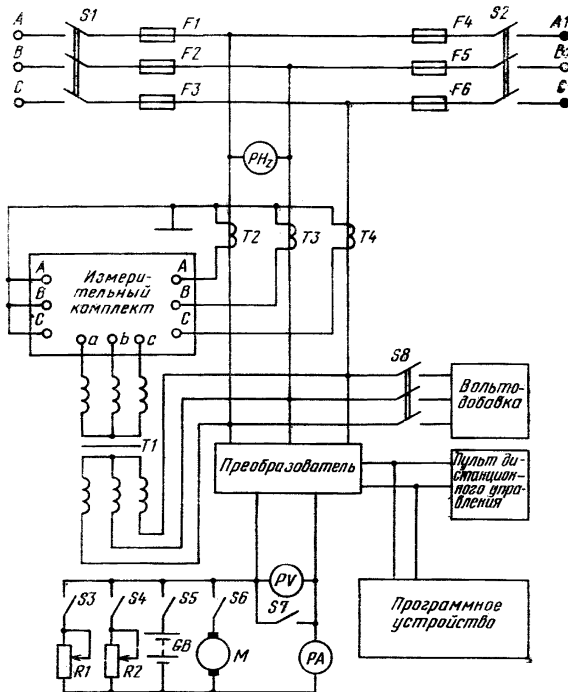 S1
S2
A
F1
F4
A1
B
F2
F5
B1
C
F3
F6
C1
PHz
T2
T3
T4
A
B
C
Измери-
тельный
комплект
A
B
C
a
b
c
T1
S8
Вольто-
добавка
Преобразователь
Пульт ди-
станцион-
ного упра-
вления
Программное
устройство
PV
S7
PA
S3
S4
S5
S6
R1
R2
GB
M